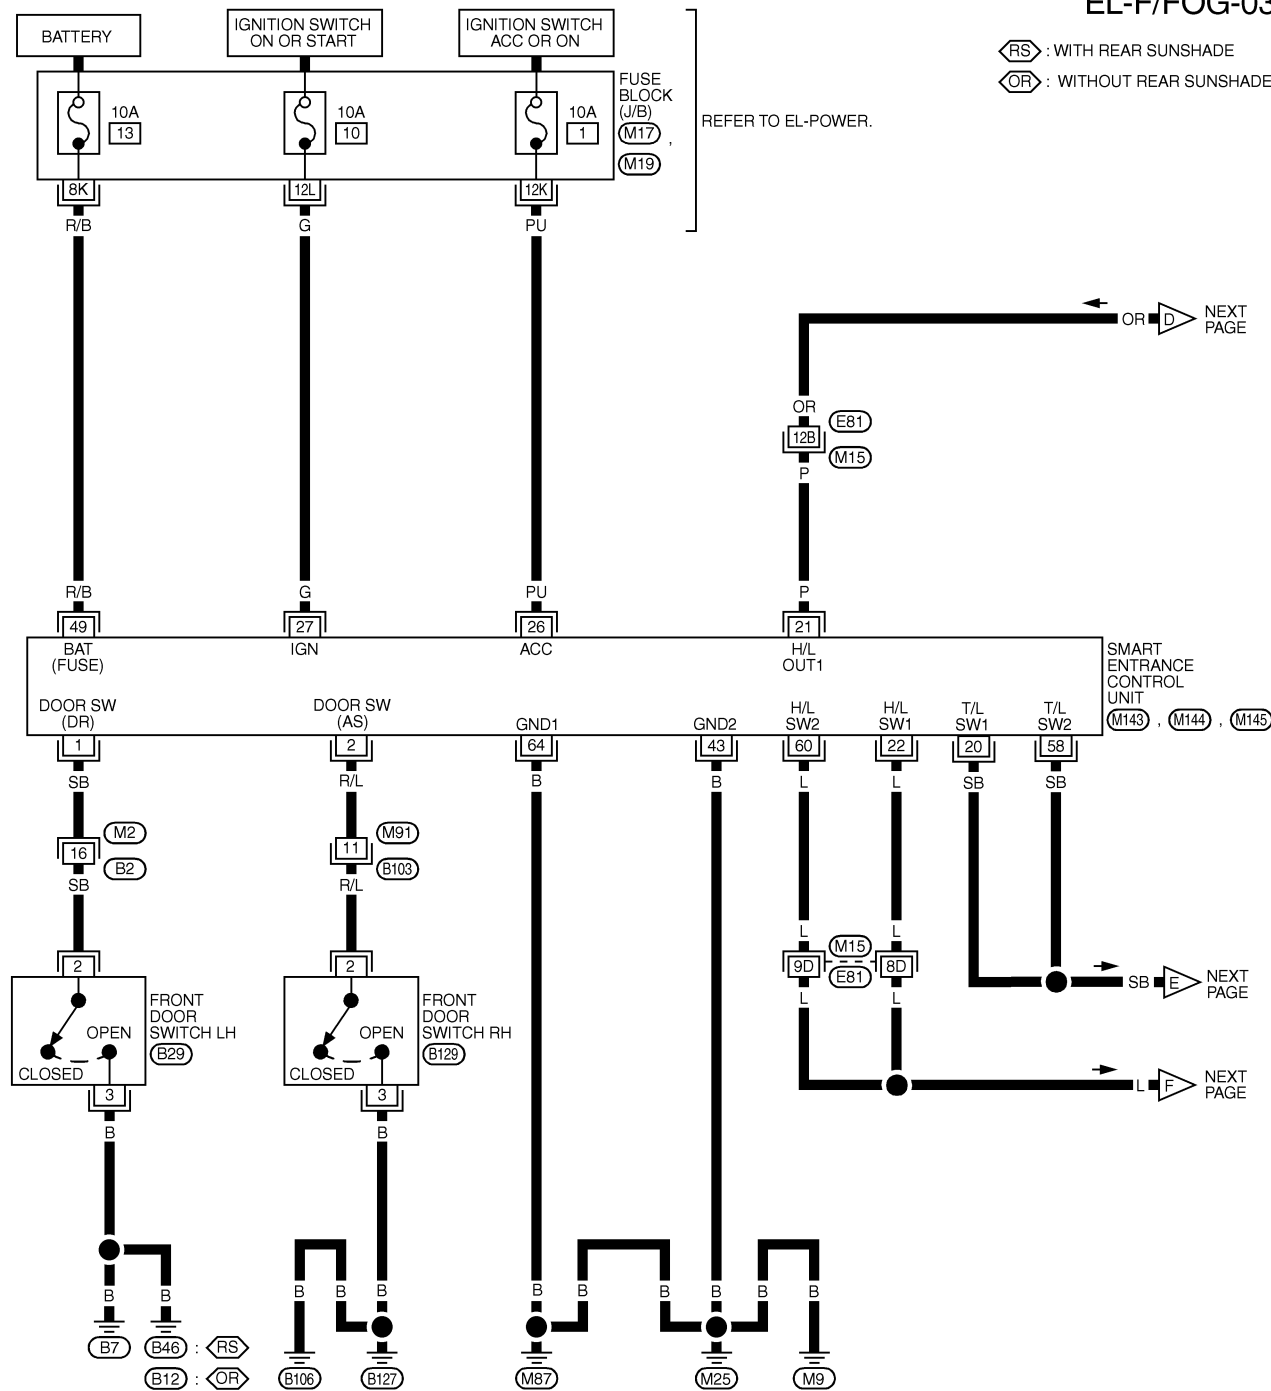 EL-F/FOG-03
BATTERY
IGNITION SWITCH
ON OR START
IGNITION SWITCH
ACC OR ON
RS : WITH REAR SUNSHADE
OR : WITHOUT REAR SUNSHADE
10A
13
10A
10
10A
1
FUSE
BLOCK
(J/B)
M17 ,
M19
REFER TO EL-POWER.
8K
12L
12K
R/B
G
PU
OR
D
NEXT
PAGE
OR
12B
E81
M15
P
R/B
G
PU
P
49
27
26
21
BAT
(FUSE)
IGN
ACC
H/L
OUT1
SMART
ENTRANCE
CONTROL
UNIT
M143 , M144 , M145
DOOR SW
(DR)
DOOR SW
(AS)
GND1
GND2
H/L
SW2
H/L
SW1
T/L
SW1
T/L
SW2
1
2
64
43
60
22
20
58
SB
R/L
B
B
L
L
SB
SB
16
M2
B2
11
M91
B103
SB
R/L
L
L
9D
M15
E81
8D
L
L
2
2
SB
E
NEXT
PAGE
FRONT
DOOR
SWITCH LH
B29
OPEN
CLOSED
FRONT
DOOR
SWITCH RH
B129
OPEN
CLOSED
L
F
NEXT
PAGE
3
3
B
B
B
B
B
B
B
B
B
B
B
B
B
B7
B46 : RS
B12 : OR
B106
B127
M87
M25
M9